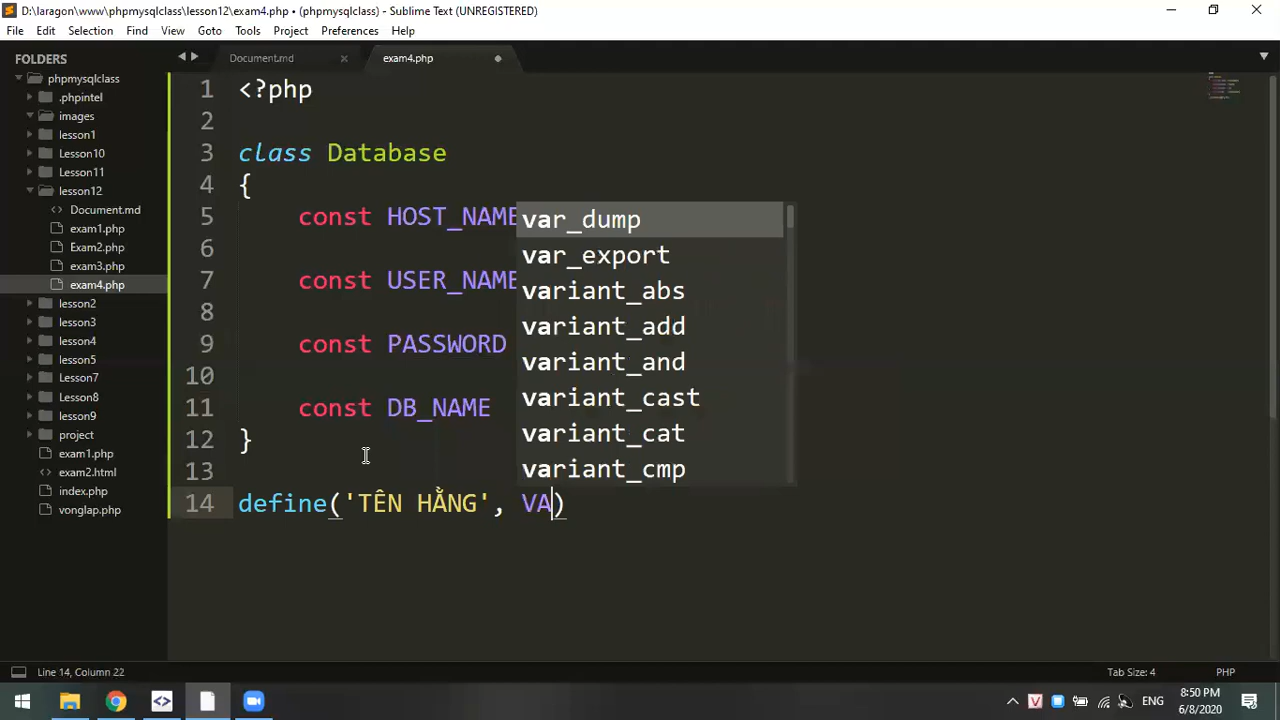 D:\laragon\www\phpmysqlclass\lesson12\exam4.php • (phpmysqlclass) - Sublime Text (UNREGISTERED)
File Edit Selection Find View Goto Tools Project Preferences Help
FOLDERS
phpmysqlclass
.phpintel
images
lesson1
Lesson10
Lesson11
lesson12
Document.md
exam1.php
Exam2.php
exam3.php
exam4.php
lesson2
lesson3
lesson4
lesson5
Lesson7
Lesson8
lesson9
project
exam1.php
exam2.html
index.php
vonglap.php
Document.md x exam4.php
1 <?php
2
3 class Database
4 {
5 const HOST_NAME
6
7 const USER_NAME
8
9 const PASSWORD
10
11 const DB_NAME
12 }
13
14 define('TÊN HẰNG', VA)
var_dump
var_export
variant_abs
variant_add
variant_and
variant_cast
variant_cat
variant_cmp
Line 14, Column 22 Tab Size: 4 PHP
V ENG 8:50 PM
6/8/2020